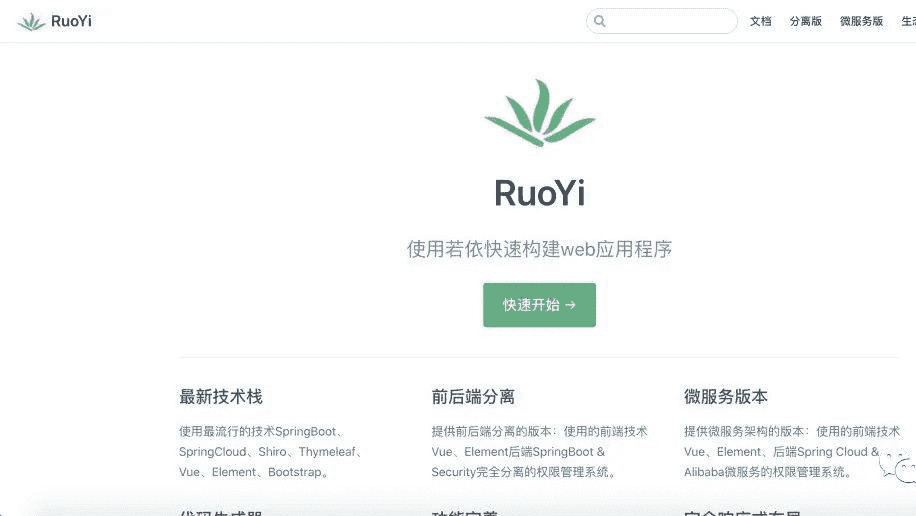 RuoYi
文档 分离版 微服务版 生态
RuoYi
使用若依快速构建web应用程序
快速开始 →
最新技术栈
使用最流行的技术SpringBoot、
SpringCloud、Shiro、Thymeleaf、
Vue、Element、Bootstrap。
前后端分离
提供前后端分离的版本：使用的前端技术
Vue、Element后端SpringBoot &
Security完全分离的权限管理系统。
微服务版本
提供微服务架构的版本：使用的前端技术
Vue、Element、后端Spring Cloud &
Alibaba微服务的权限管理系统。